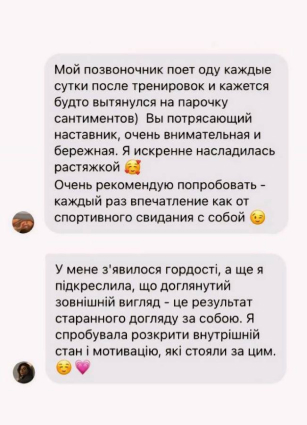 Мой позвоночник поет оду каждые
сутки после тренировок и кажется
будто вытянулся на парочку
сантиментов) Вы потрясающий
наставник, очень внимательная и
бережная. Я искренне насладилась
растяжкой 🥰
Очень рекомендую попробовать -
каждый раз впечатление как от
спортивного свидания с собой 😉
У мене з'явилося гордості, а ще я
підкреслила, що доглянутий
зовнішній вигляд - це результат
старанного догляду за собою. Я
спробувала розкрити внутрішній
стан і мотивацію, які стояли за цим.
☺️💗